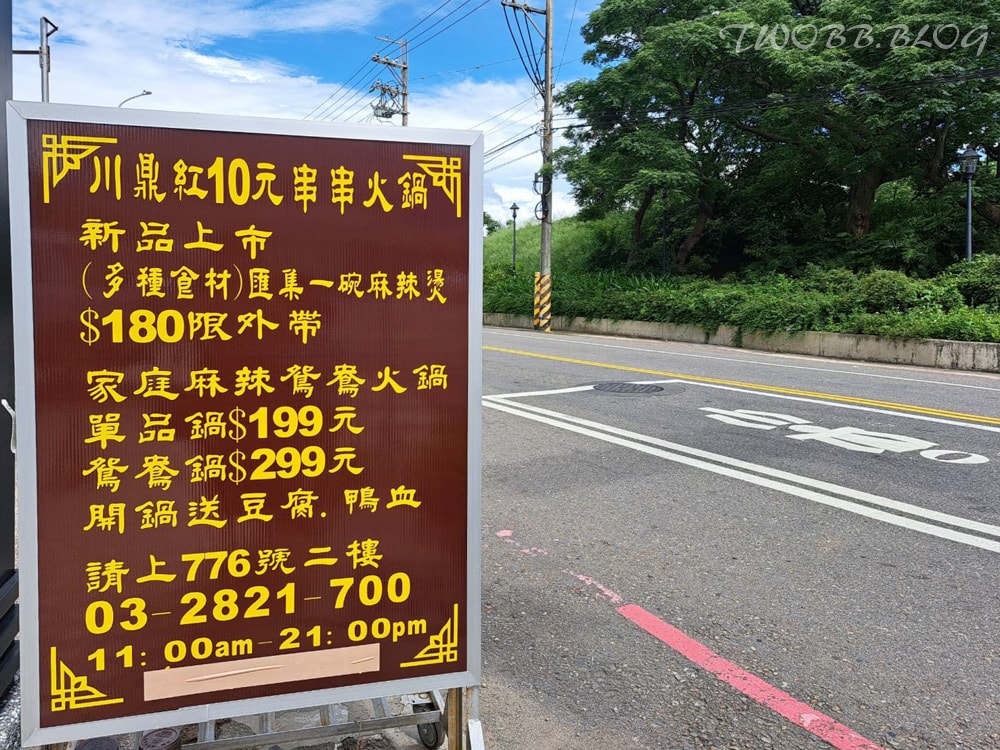 TWOBB.BLOG
川鼎紅10元串串火鍋
新品上市
(多種食材)匯集一碗麻辣燙
$180限外帶
家庭麻辣鴛鴦火鍋
單品鍋$199元
鴛鴦鍋$299元
開鍋送豆腐.鴨血
請上776號二樓
03-2821-700
11:00am-21:00pm